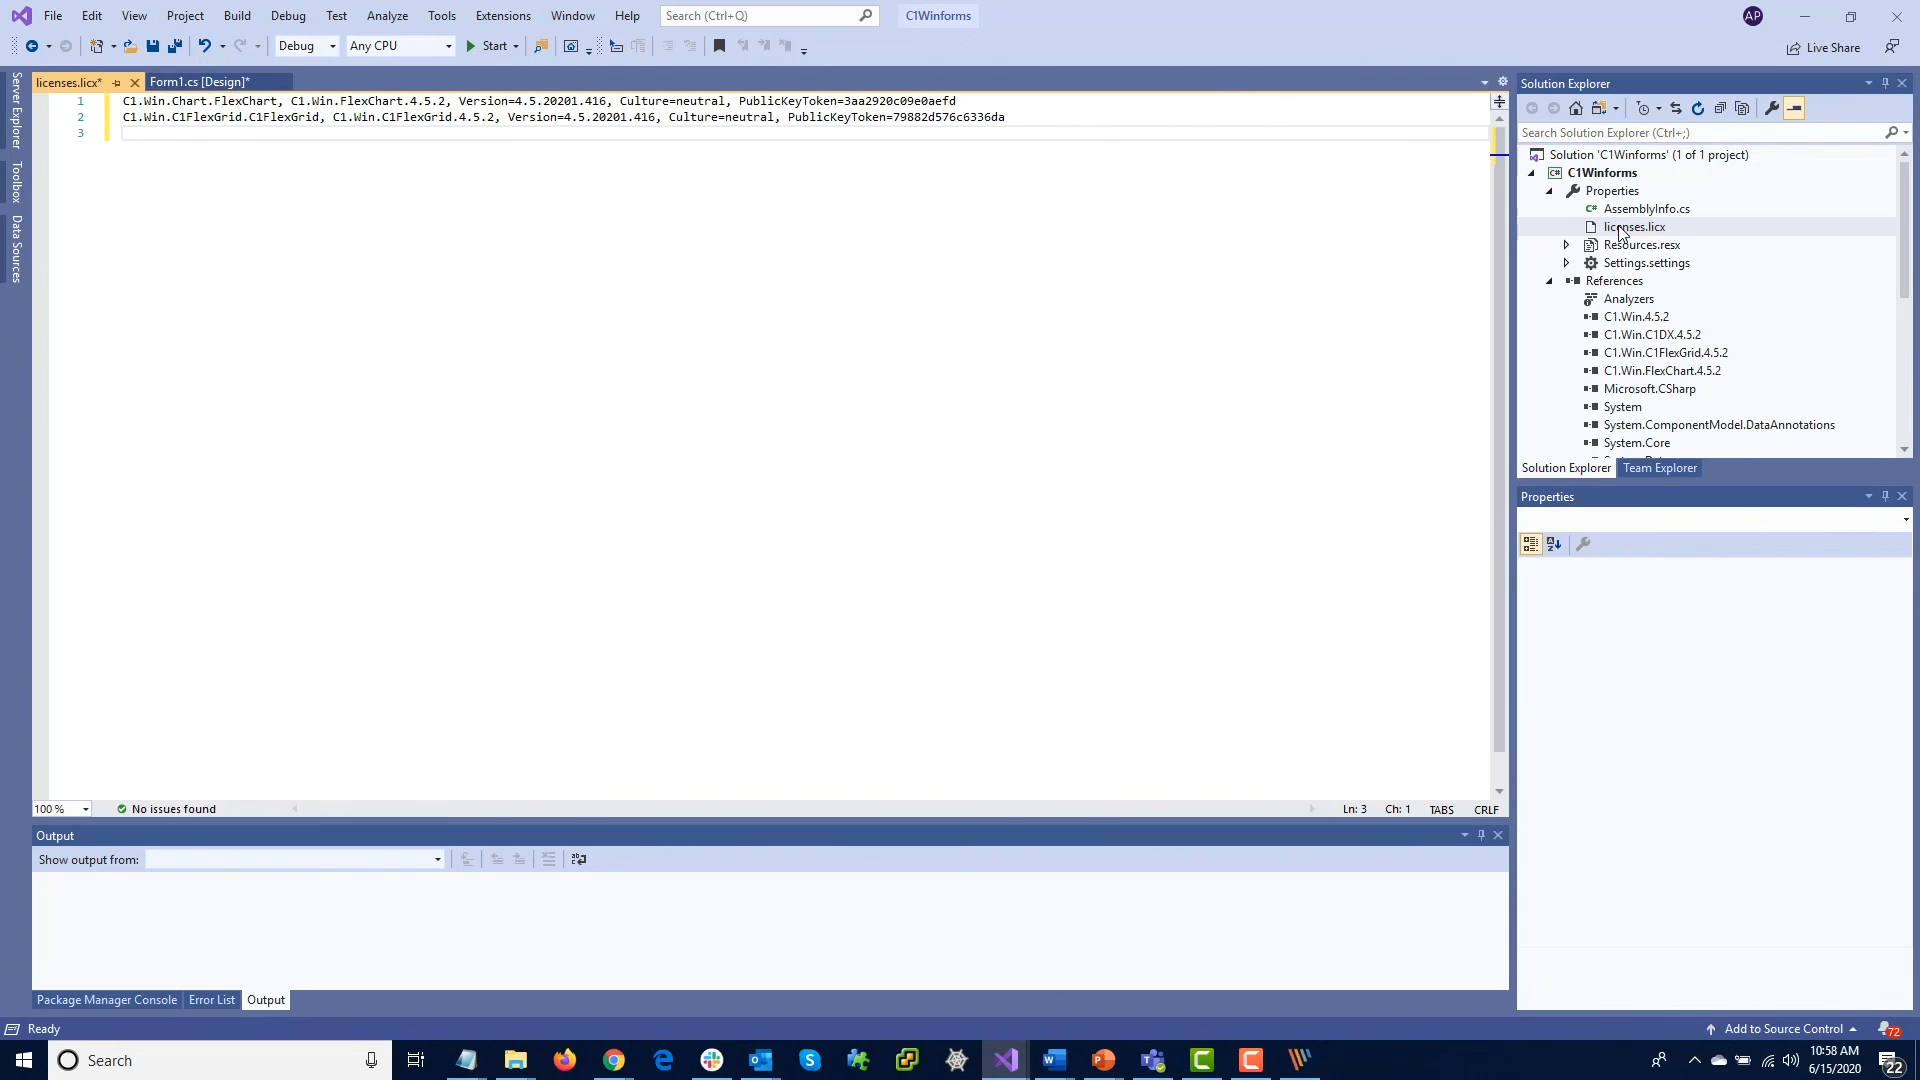 File Edit View Project Build Debug Test Analyze Tools Extensions Window Help Search (Ctrl+Q) C1Winforms AP
Debug Any CPU Start Live Share
Server Explorer
Toolbox
Data Sources
licenses.licx* Form1.cs [Design]*
1 C1.Win.Chart.FlexChart, C1.Win.FlexChart.4.5.2, Version=4.5.20201.416, Culture=neutral, PublicKeyToken=3aa2920c09e0aefd
2 C1.Win.C1FlexGrid.C1FlexGrid, C1.Win.C1FlexGrid.4.5.2, Version=4.5.20201.416, Culture=neutral, PublicKeyToken=79882d576c6336da
3
100 % No issues found Ln: 3 Ch: 1 TABS CRLF
Output
Show output from:
Package Manager Console Error List Output
Solution Explorer
Search Solution Explorer (Ctrl+;)
Solution 'C1Winforms' (1 of 1 project)
C# C1Winforms
Properties
C# AssemblyInfo.cs
licenses.licx
Resources.resx
Settings.settings
References
Analyzers
C1.Win.4.5.2
C1.Win.C1DX.4.5.2
C1.Win.C1FlexGrid.4.5.2
C1.Win.FlexChart.4.5.2
Microsoft.CSharp
System
System.ComponentModel.DataAnnotations
System.Core
Solution Explorer Team Explorer
Properties
Ready Add to Source Control 72
Search 10:58 AM
6/15/2020 22